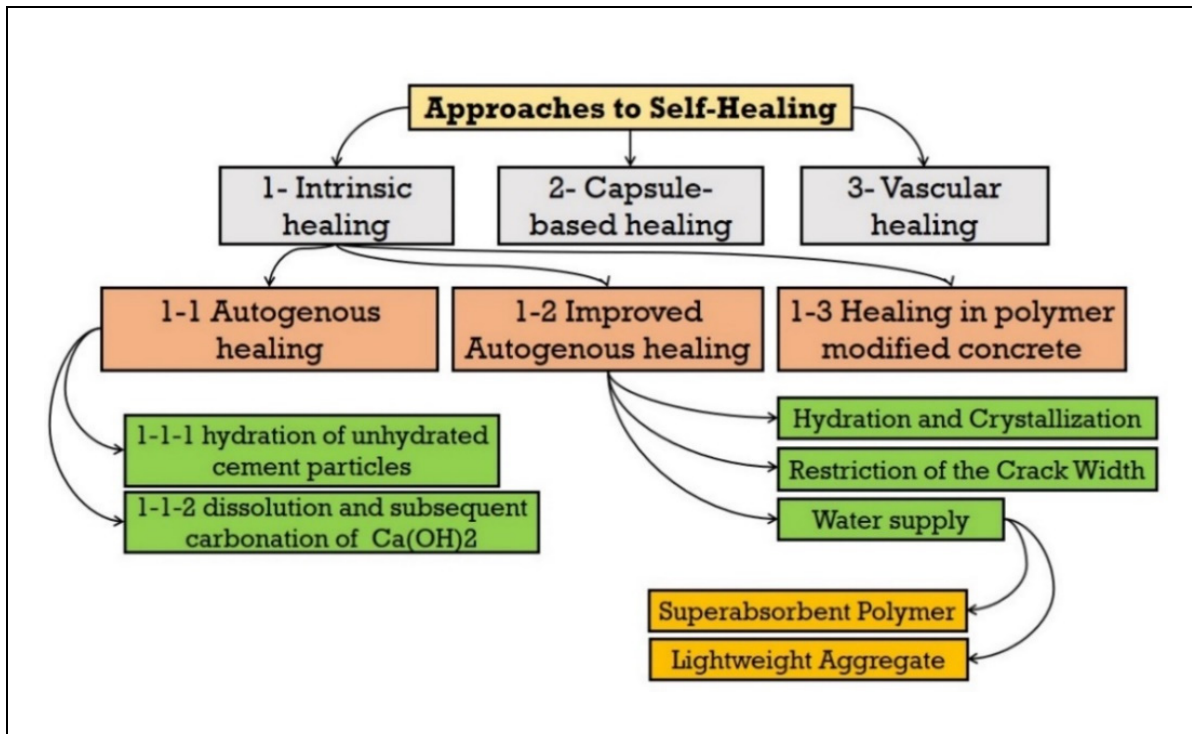 Approaches to Self-Healing
1- Intrinsic
healing
2- Capsule-
based healing
3- Vascular
healing
1-1 Autogenous
healing
1-2 Improved
Autogenous healing
1-3 Healing in polymer
modified concrete
1-1-1 hydration of unhydrated
cement particles
1-1-2 dissolution and subsequent
carbonation of Ca(OH)2
Hydration and Crystallization
Restriction of the Crack Width
Water supply
Superabsorbent Polymer
Lightweight Aggregate